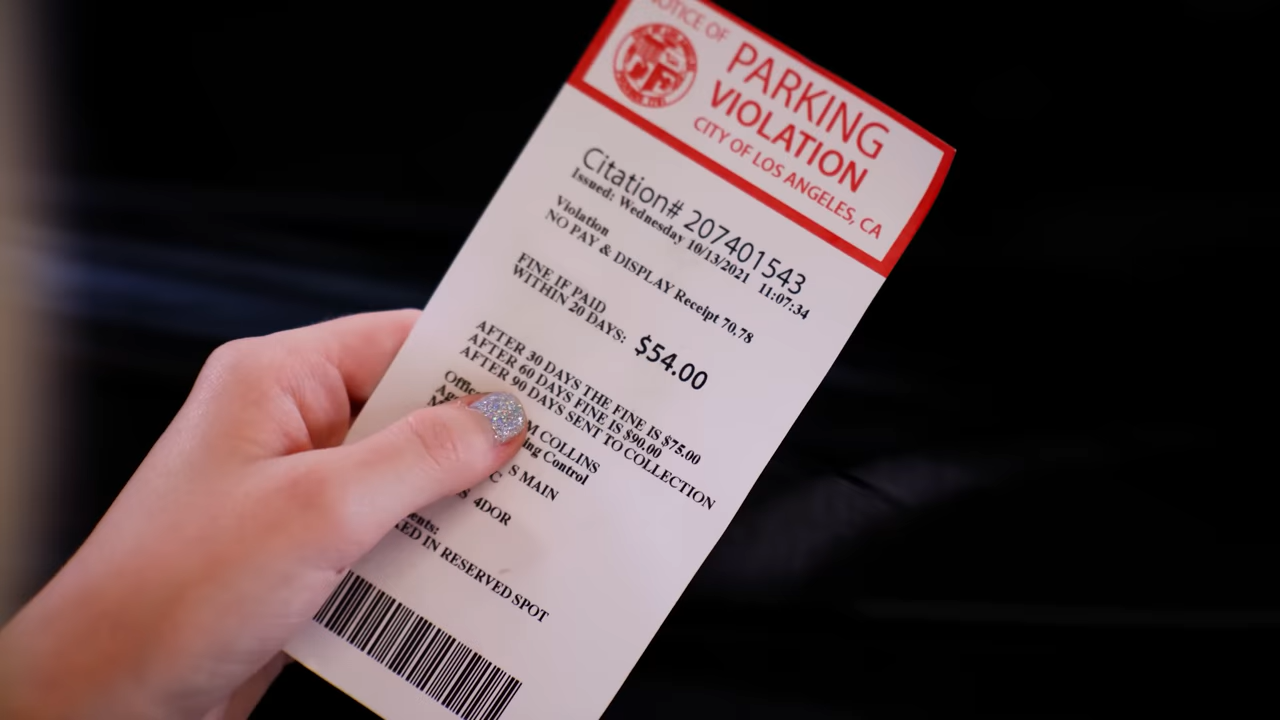 NOTICE OF
PARKING
VIOLATION
CITY OF LOS ANGELES, CA
Citation# 207401543
Issued: Wednesday 10/13/2021 11:07:34
Violation
NO PAY & DISPLAY Receipt 70,78
FINE IF PAID
WITHIN 20 DAYS: $54.00
AFTER 30 DAYS THE FINE IS $75.00
AFTER 60 DAYS FINE IS $90.00
AFTER 90 DAYS SENT TO COLLECTION
M COLLINS
Control
S MAIN
4DOR
IN RESERVED SPOT